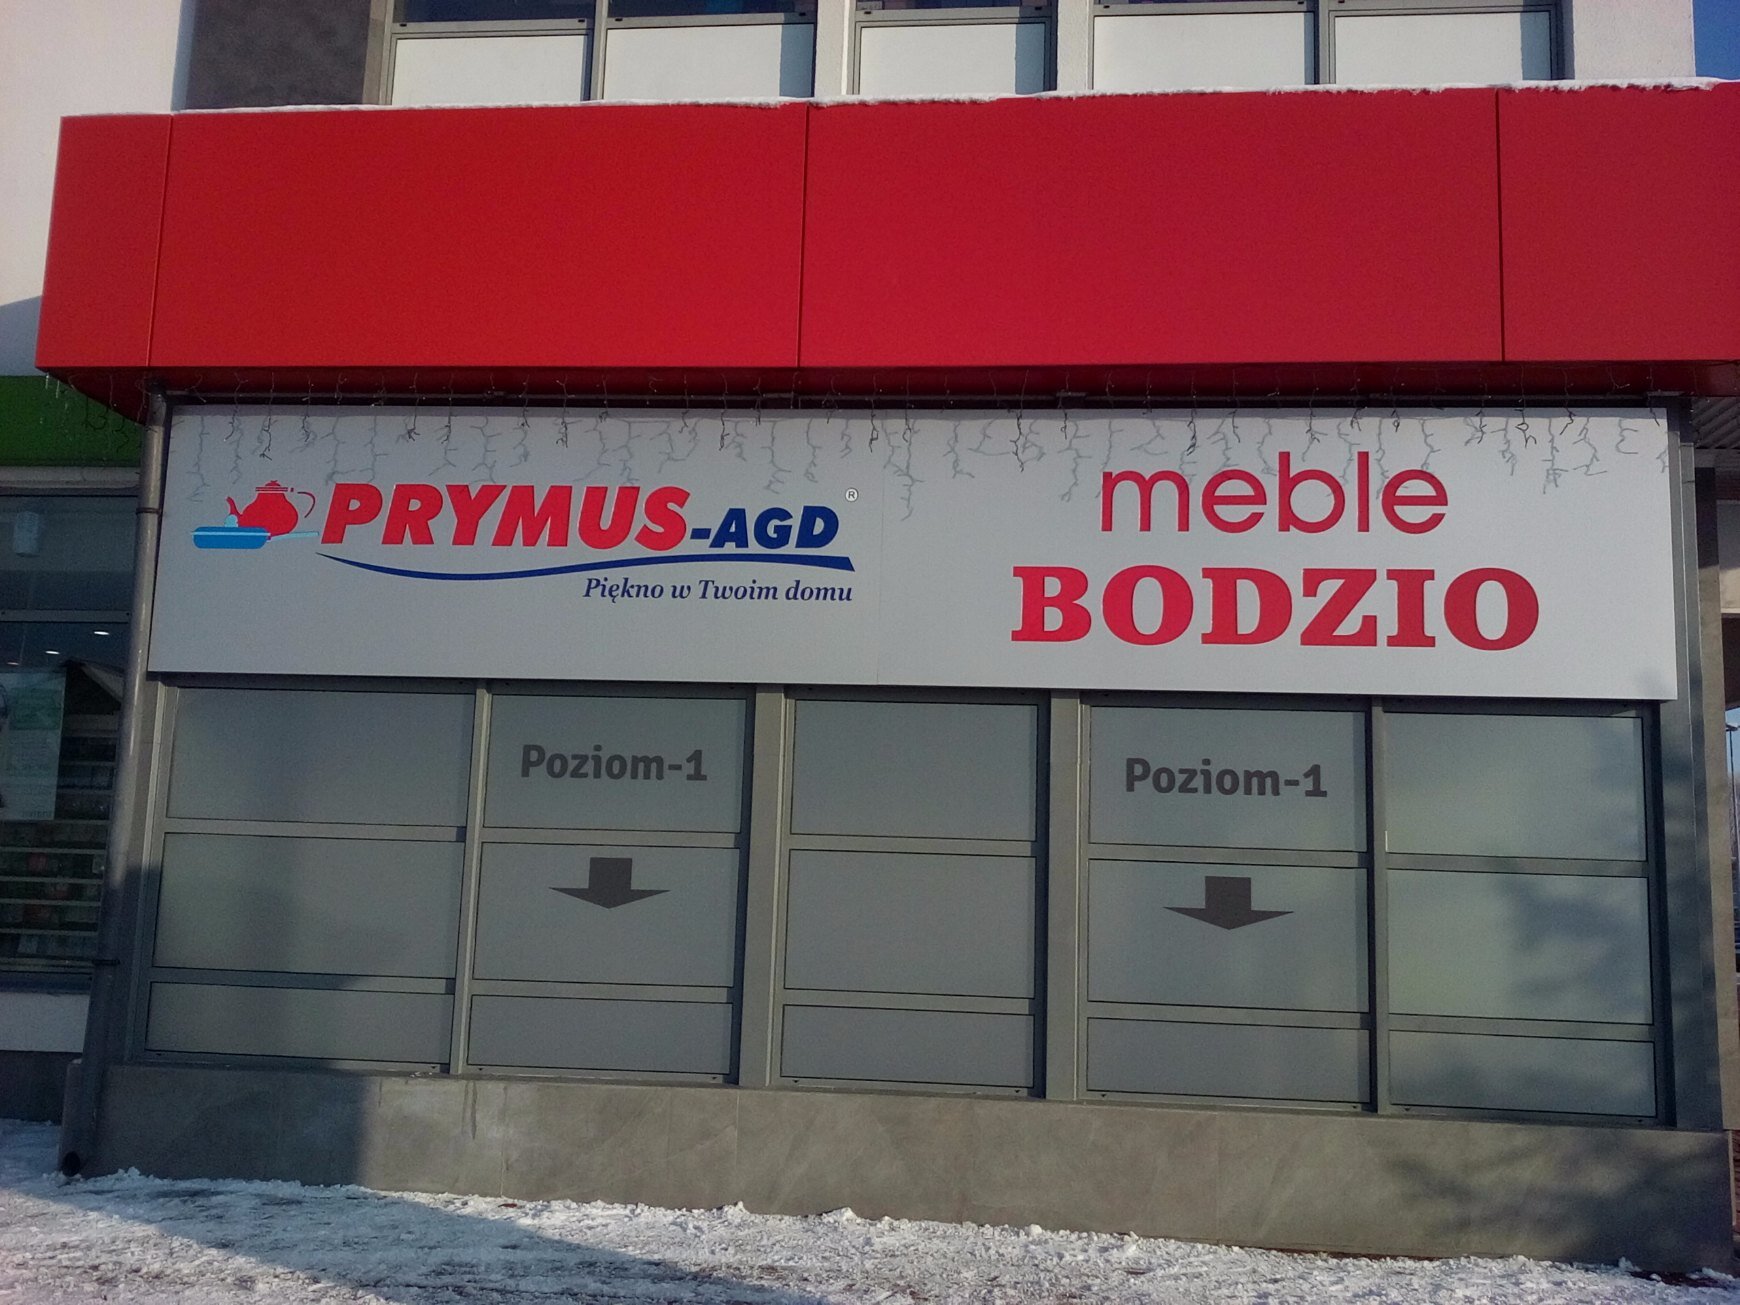 PRYMUS-AGD ®
Piękno w Twoim domu
meble
BODZIO
Poziom-1
Poziom-1